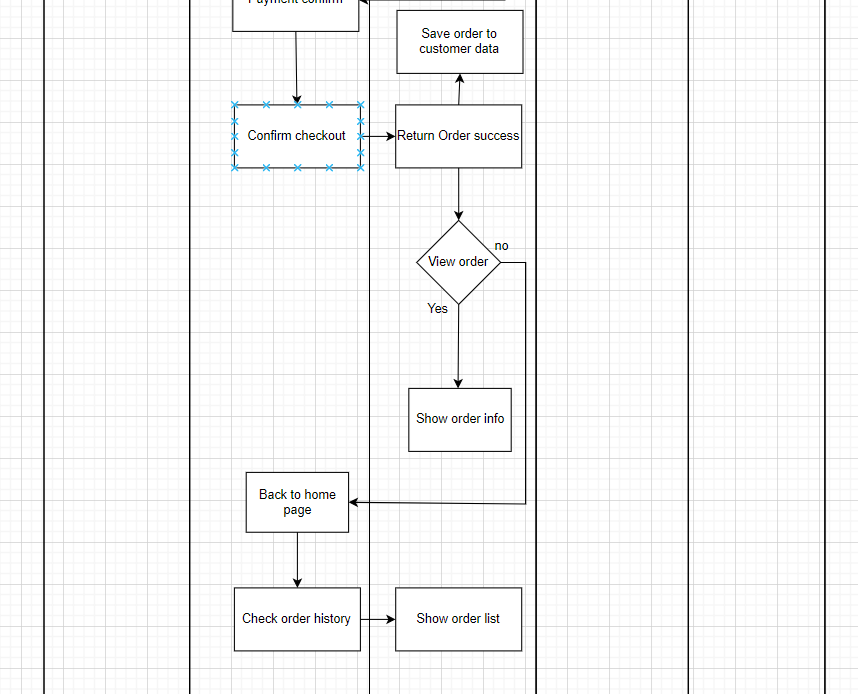 Payment confirm
Save order to
customer data
Confirm checkout
Return Order success
no
View order
Yes
Show order info
Back to home
page
Check order history
Show order list